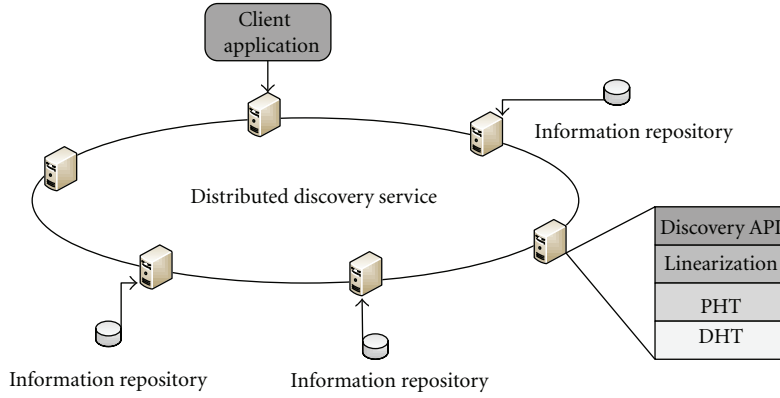 Client
application
Information repository
Distributed discovery service
Discovery API
Linearization
PHT
DHT
Information repository
Information repository